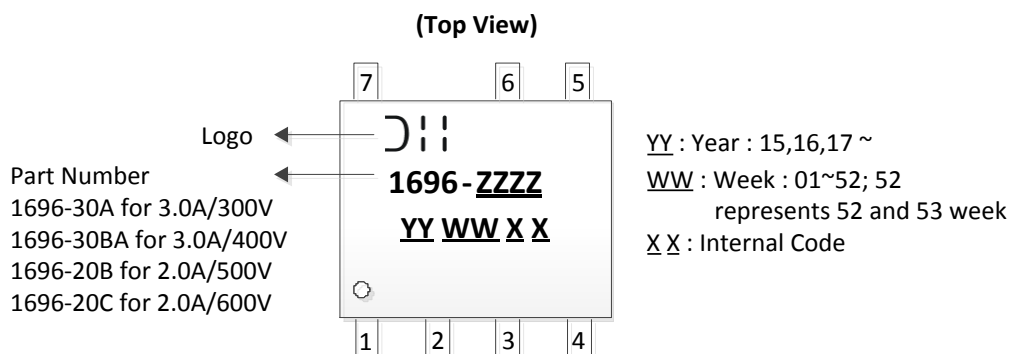 (Top View)
7 6 5
Logo
1696-ZZZZ
YY WW X X
Part Number
1696-30A for 3.0A/300V
1696-30BA for 3.0A/400V
1696-20B for 2.0A/500V
1696-20C for 2.0A/600V
YY : Year : 15,16,17 ~
WW : Week : 01~52; 52
represents 52 and 53 week
X X : Internal Code
1 2 3 4